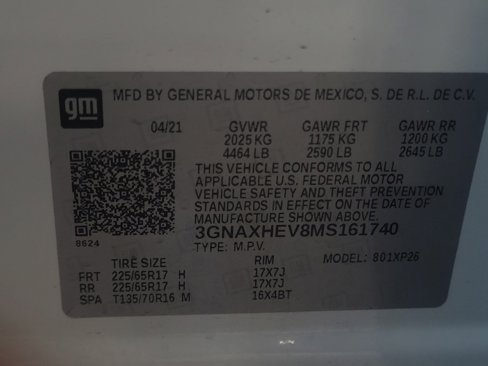 gm MFD BY GENERAL MOTORS DE MEXICO, S. DE R.L. DE C.V.
04/21 GVWR GAWR FRT GAWR RR
2025 KG 1175 KG 1200 KG
4464 LB 2590 LB 2645 LB
THIS VEHICLE CONFORMS TO ALL
APPLICABLE U.S. FEDERAL MOTOR
VEHICLE SAFETY AND THEFT PREVENTION
STANDARDS IN EFFECT ON THE DATE OF
MANUFACTURE SHOWN ABOVE.
3GNAXHEV8MS161740
8624
TYPE: M.P.V.
TIRE SIZE RIM MODEL: 801XP26
FRT 225/65R17 H 17X7J
RR 225/65R17 H 17X7J
SPA T135/70R16 M 16X4BT